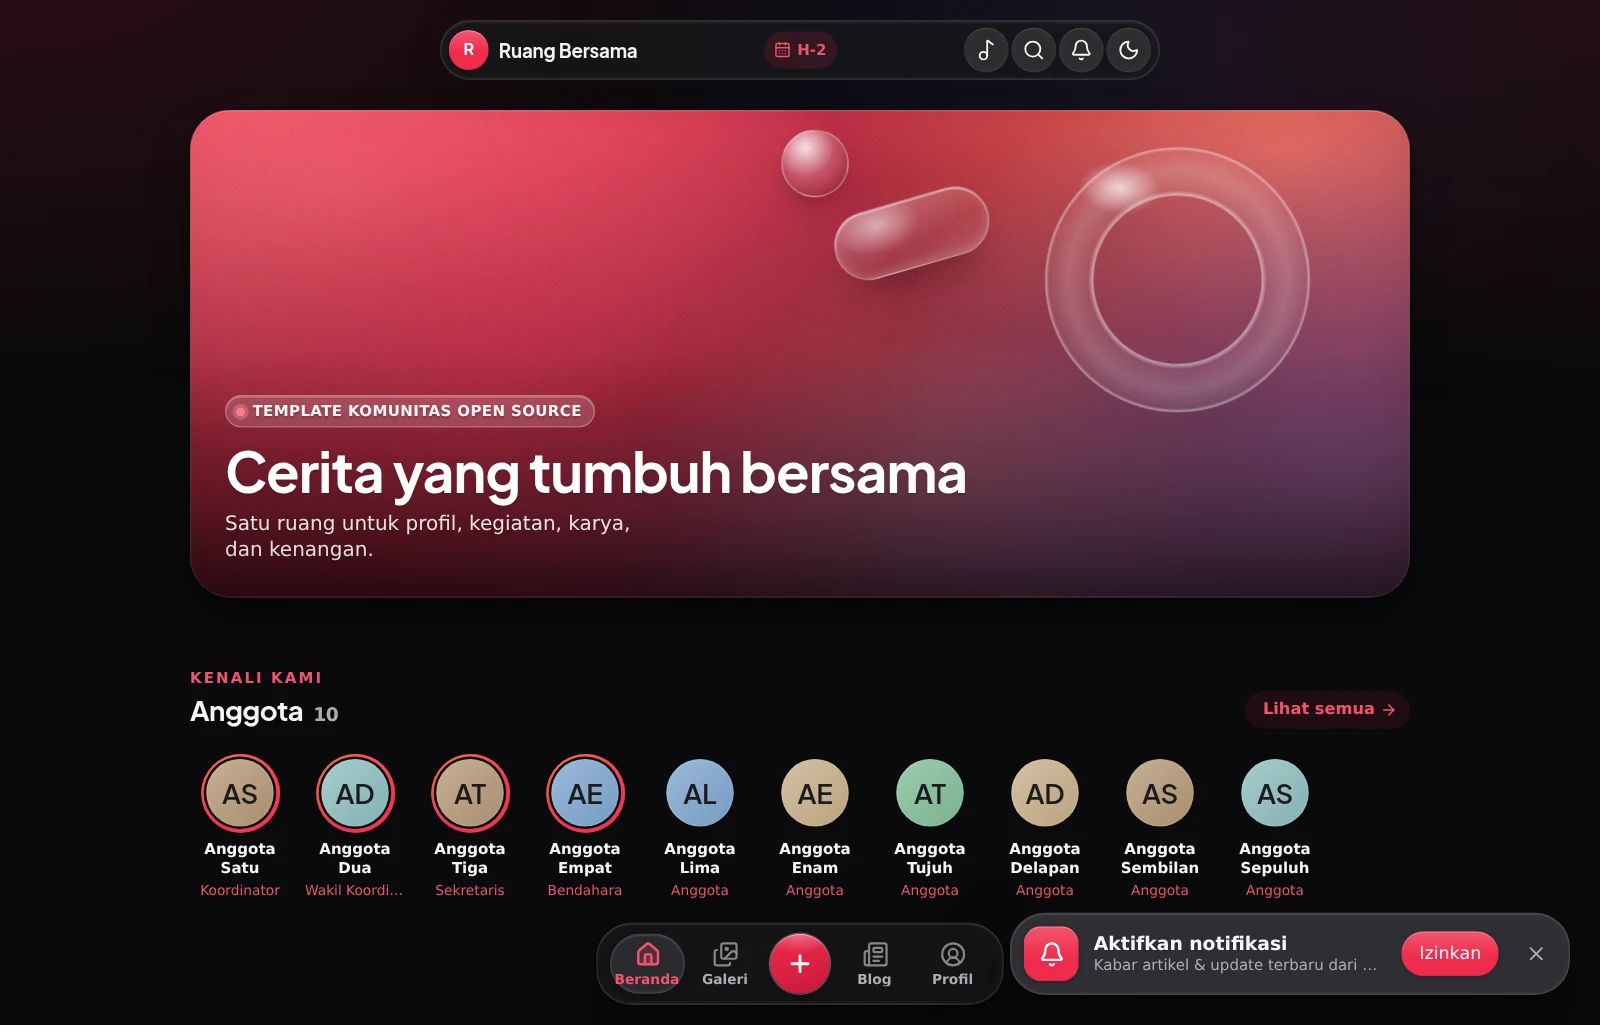 R
Ruang Bersama
H-2
TEMPLATE KOMUNITAS OPEN SOURCE
Cerita yang tumbuh bersama
Satu ruang untuk profil, kegiatan, karya,
dan kenangan.
KENALI KAMI
Anggota 10
Lihat semua →
AS
AD
AT
AE
AL
AE
AT
AD
AS
AS
Anggota Satu
Koordinator
Anggota Dua
Wakil Koordi...
Anggota Tiga
Sekretaris
Anggota Empat
Bendahara
Anggota Lima
Anggota
Anggota Enam
Anggota
Anggota Tujuh
Anggota
Anggota Delapan
Anggota
Anggota Sembilan
Anggota
Anggota Sepuluh
Anggota
Beranda
Galeri
Blog
Profil
Aktifkan notifikasi
Kabar artikel & update terbaru dari ...
Izinkan